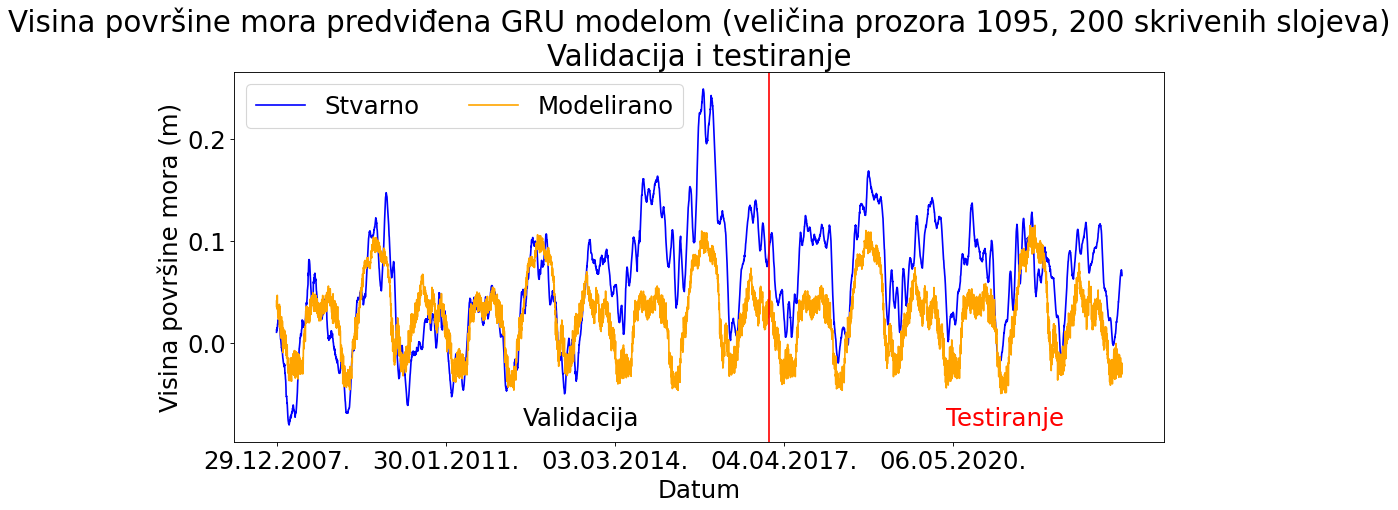 Visina površine mora predviđena GRU modelom (veličina prozora 1095, 200 skrivenih slojeva)
Validacija i testiranje
Stvarno
Modelirano
Visina površine mora (m)
0.2
0.1
0.0
Validacija
Testiranje
29.12.2007.
30.01.2011.
03.03.2014.
04.04.2017.
06.05.2020.
Datum